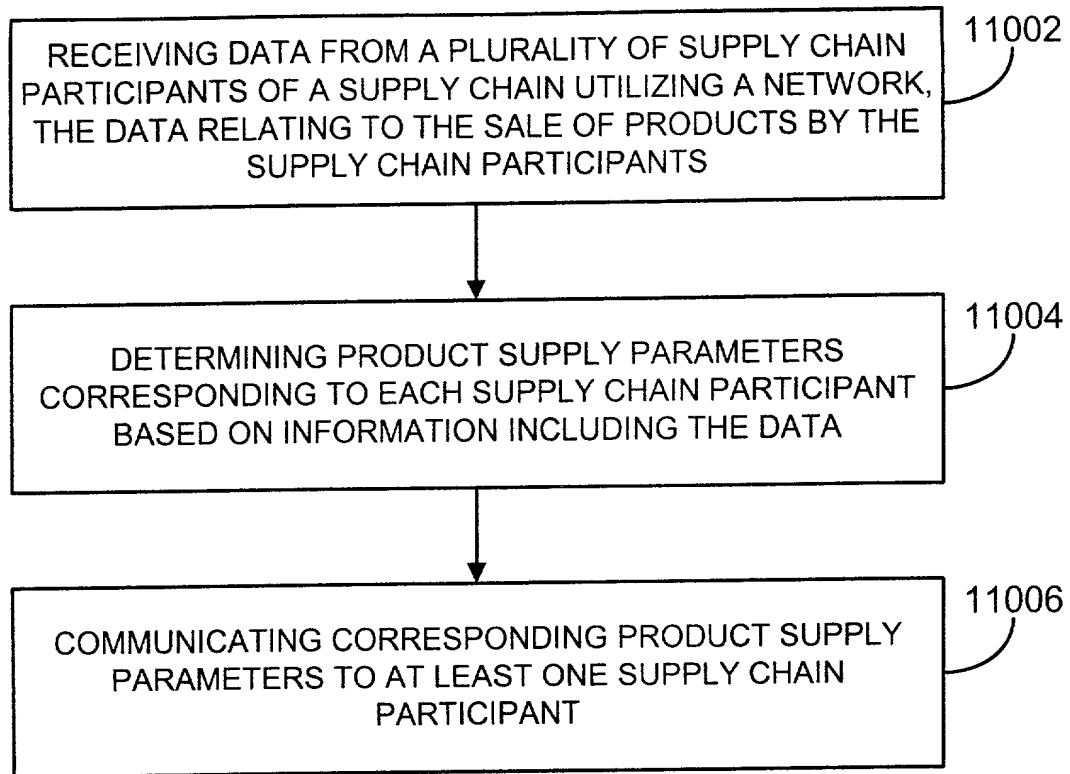 RECEIVING DATA FROM A PLURALITY OF SUPPLY CHAIN
PARTICIPANTS OF A SUPPLY CHAIN UTILIZING A NETWORK,
THE DATA RELATING TO THE SALE OF PRODUCTS BY THE
SUPPLY CHAIN PARTICIPANTS
11002
DETERMINING PRODUCT SUPPLY PARAMETERS
CORRESPONDING TO EACH SUPPLY CHAIN PARTICIPANT
BASED ON INFORMATION INCLUDING THE DATA
11004
COMMUNICATING CORRESPONDING PRODUCT SUPPLY
PARAMETERS TO AT LEAST ONE SUPPLY CHAIN
PARTICIPANT
11006